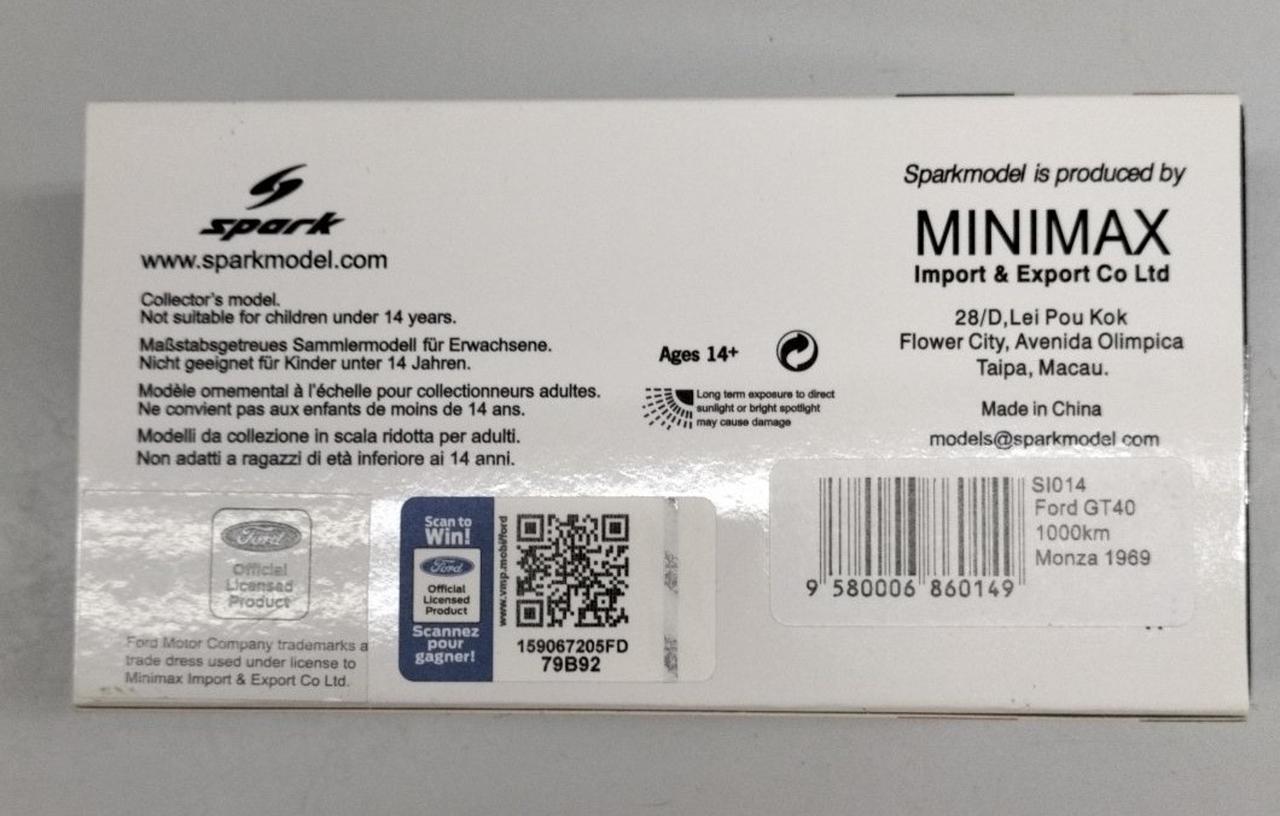 spark
www.sparkmodel.com
Collector's model.
Not suitable for children under 14 years.
Maßstabsgetreues Sammlermodell für Erwachsene.
Nicht geeignet für Kinder unter 14 Jahren.
Modèle ornemental à l'échelle pour collectionneurs adultes.
Ne convient pas aux enfants de moins de 14 ans.
Modelli da collezione in scala ridotta per adulti.
Non adatti a ragazzi di età inferiore ai 14 anni.
Ages 14+
Long term exposure to direct
sunlight or bright spotlight
may cause damage
Sparkmodel is produced by
MINIMAX
Import & Export Co Ltd
28/D,Lei Pou Kok
Flower City, Avenida Olimpica
Taipa, Macau.
Made in China
models@sparkmodel.com
Ford
Official
Licensed
Product
Ford Motor Company trademarks a
trade dress used under license to
Minimax Import & Export Co Ltd.
Scan to
Win!
Ford
Official
Licensed
Product
Scannez
pour
gagner!
www.vmp.mobi/ford
159067205FD
79B92
SI014
Ford GT40
1000km
Monza 1969
9 580006 860149